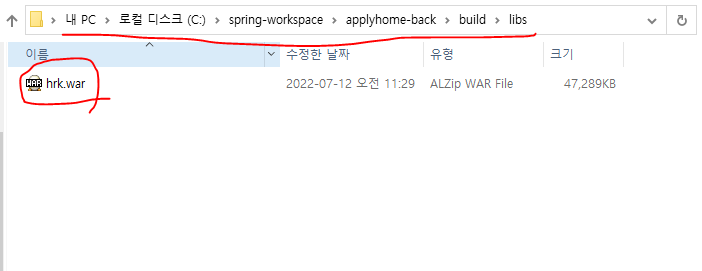 내 PC > 로컬 디스크 (C:) > spring-workspace > applyhome-back > build > libs
이름 수정한 날짜 유형 크기
hrk.war 2022-07-12 오전 11:29 ALZip WAR File 47,289KB